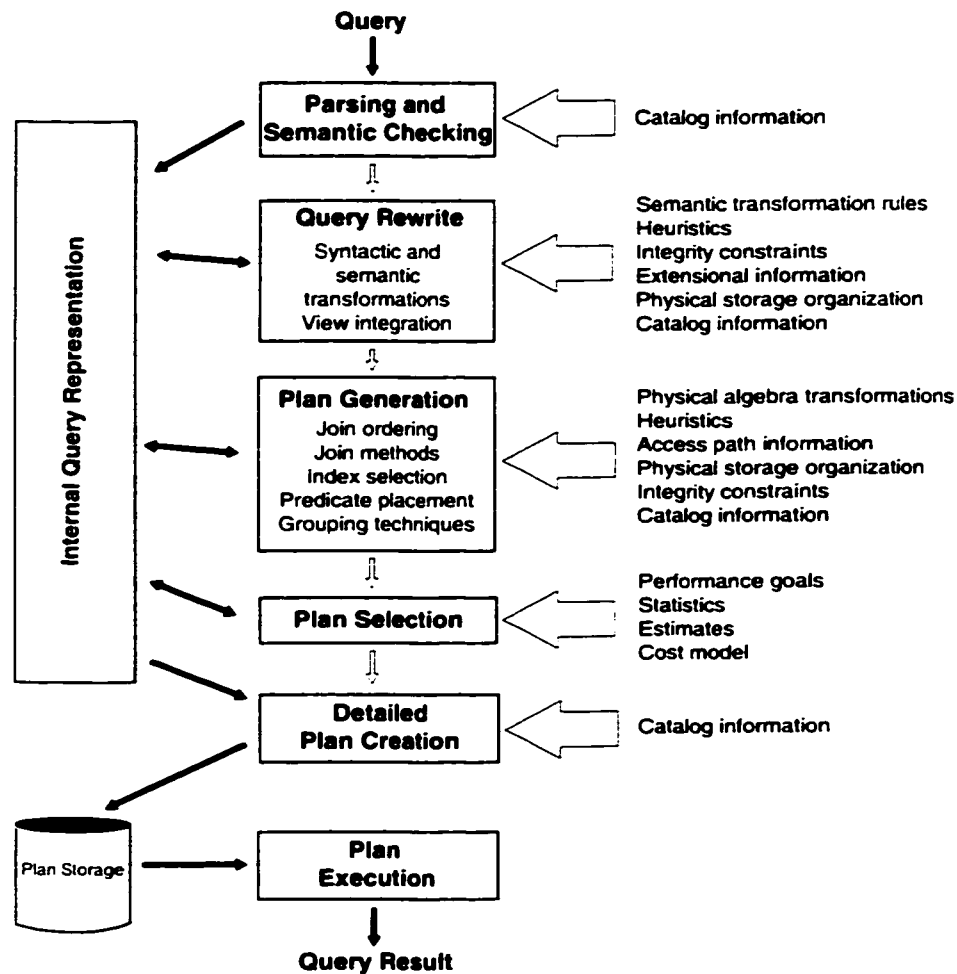 Query
Parsing and
Semantic Checking
Catalog information
Internal Query Representation
Query Rewrite
Syntactic and
semantic
transformations
View integration
Semantic transformation rules
Heuristics
Integrity constraints
Extensional information
Physical storage organization
Catalog information
Plan Generation
Join ordering
Join methods
Index selection
Predicate placement
Grouping techniques
Physical algebra transformations
Heuristics
Access path information
Physical storage organization
Integrity constraints
Catalog information
Plan Selection
Performance goals
Statistics
Estimates
Cost model
Detailed
Plan Creation
Catalog information
Plan Storage
Plan
Execution
Query Result